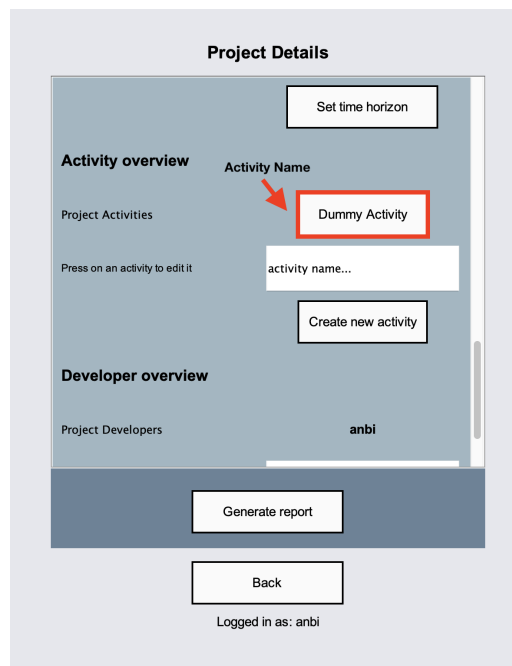 Project Details
Set time horizon
Activity overview
Activity Name
Project Activities
Dummy Activity
Press on an activity to edit it
activity name...
Create new activity
Developer overview
Project Developers
anbi
Generate report
Back
Logged in as: anbi